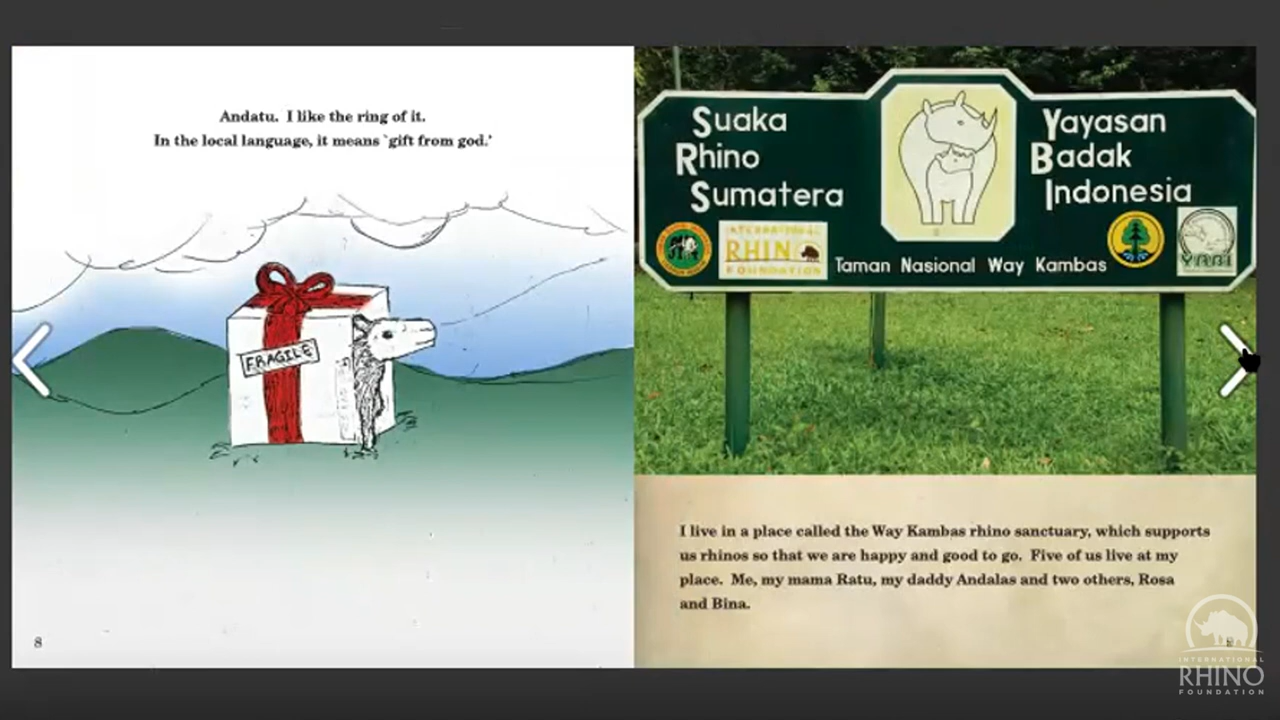 Andatu. I like the ring of it.
In the local language, it means `gift from god.'
FRAGILE
8
Suaka
Rhino
Sumatera
Yayasan
Badak
Indonesia
INTERNATIONAL
RHINO
FOUNDATION
Taman Nasional Way Kambas
YABI
I live in a place called the Way Kambas rhino sanctuary, which supports
us rhinos so that we are happy and good to go. Five of us live at my
place. Me, my mama Ratu, my daddy Andalas and two others, Rosa
and Bina.
INTERNATIONAL
RHINO
FOUNDATION